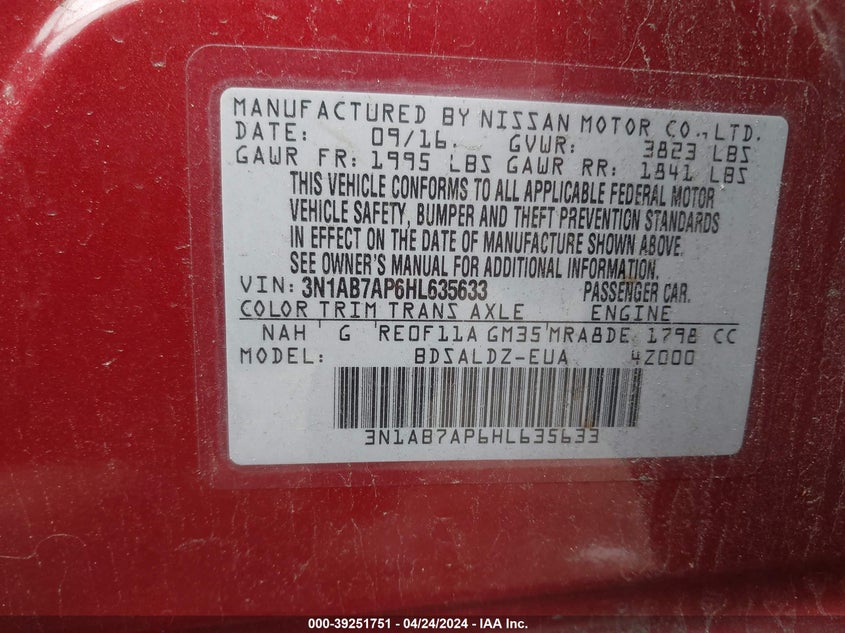 MANUFACTURED BY NISSAN MOTOR CO.,LTD.
DATE: 09/16. GVWR: 3823 LBS
GAWR FR: 1995 LBS GAWR RR: 1841 LBS
THIS VEHICLE CONFORMS TO ALL APPLICABLE FEDERAL MOTOR
VEHICLE SAFETY, BUMPER AND THEFT PREVENTION STANDARDS
IN EFFECT ON THE DATE OF MANUFACTURE SHOWN ABOVE.
SEE OWNER'S MANUAL FOR ADDITIONAL INFORMATION.
VIN: 3N1AB7AP6HL635633 PASSENGER CAR.
COLOR TRIM TRANS AXLE ENGINE
NAH G RE0F11A GM35 MRA8DE 1798 CC
MODEL: BDSALDZ-EUA 4Z000
3N1AB7AP6HL635633
000-39251751 - 04/24/2024 - IAA Inc.